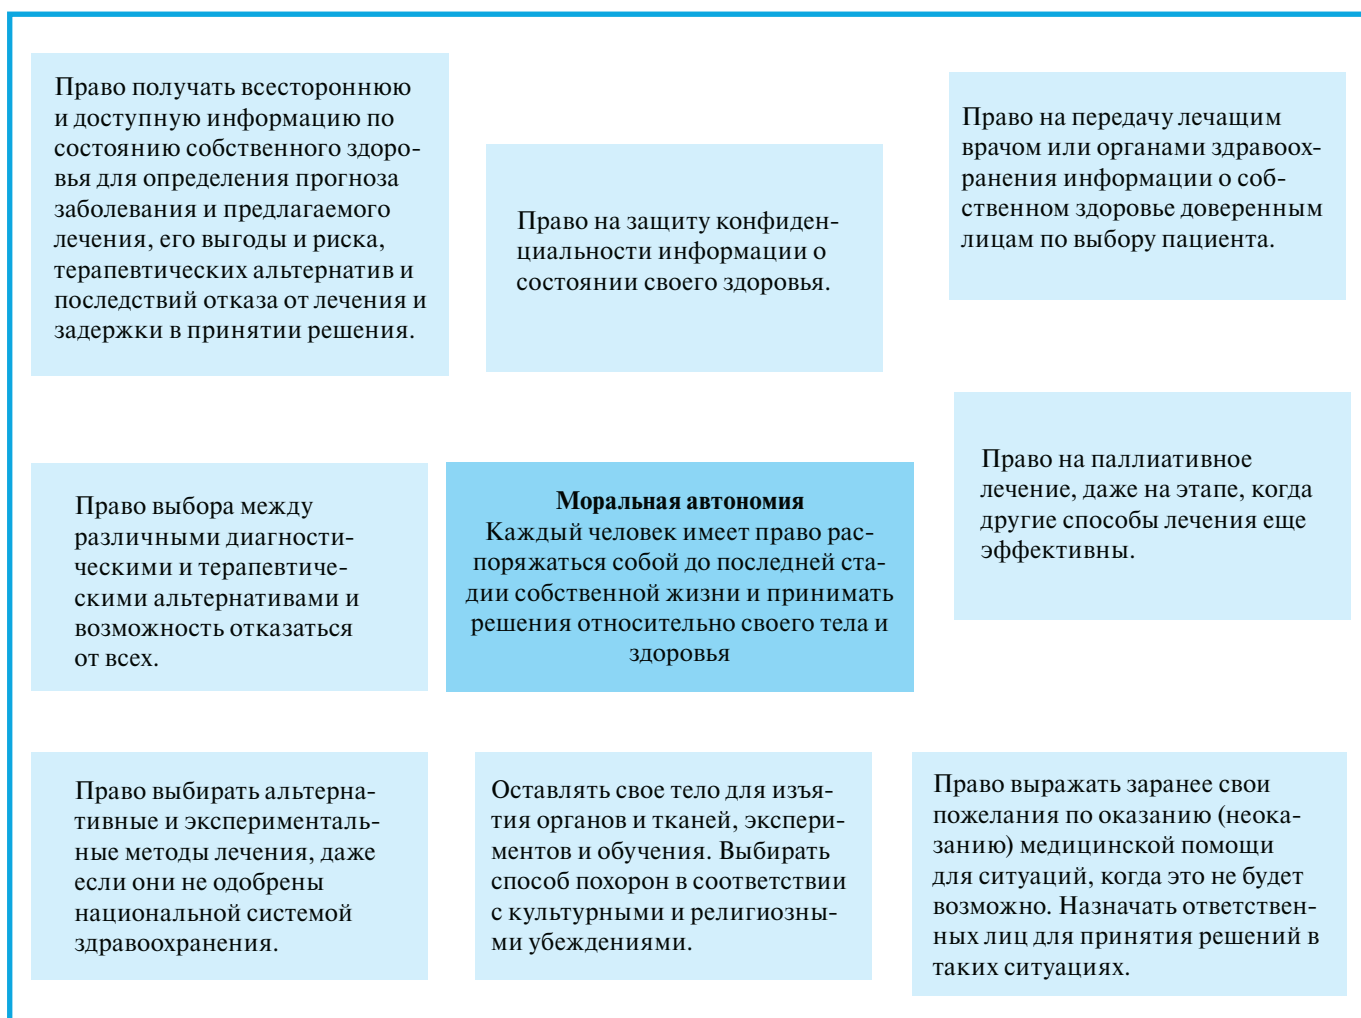 Право получать всестороннюю
и доступную информацию по
состоянию собственного здоро-
вья для определения прогноза
заболевания и предлагаемого
лечения, его выгоды и риска,
терапевтических альтернатив и
последствий отказа от лечения и
задержки в принятии решения.
Право на защиту конфиден-
циальности информации о
состоянии своего здоровья.
Право на передачу лечащим
врачом или органами здравоох-
ранения информации о соб-
ственном здоровье доверенным
лицам по выбору пациента.
Право на паллиативное
лечение, даже на этапе, когда
другие способы лечения еще
эффективны.
Право выбора между
различными диагности-
ческими и терапевтиче-
скими альтернативами и
возможность отказаться
от всех.
Моральная автономия
Каждый человек имеет право рас-
поряжаться собой до последней ста-
дии собственной жизни и принимать
решения относительно своего тела и
здоровья
Право выбирать альтерна-
тивные и эксперименталь-
ные методы лечения, даже
если они не одобрены
национальной системой
здравоохранения.
Оставлять свое тело для изъя-
тия органов и тканей, экспери-
ментов и обучения. Выбирать
способ похорон в соответствии
с культурными и религиозны-
ми убеждениями.
Право выражать заранее свои
пожелания по оказанию (неока-
занию) медицинской помощи
для ситуаций, когда это не будет
возможно. Назначать ответствен-
ных лиц для принятия решений в
таких ситуациях.